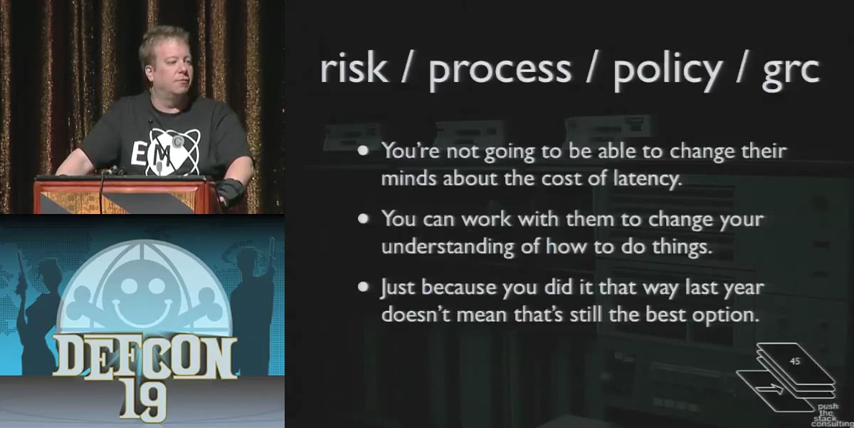 risk / process / policy / grc
You're not going to be able to change their
minds about the cost of latency.
You can work with them to change your
understanding of how to do things.
Just because you did it that way last year
doesn't mean that's still the best option.
45
push
the
stack
consulting
EM
DEFCON
19